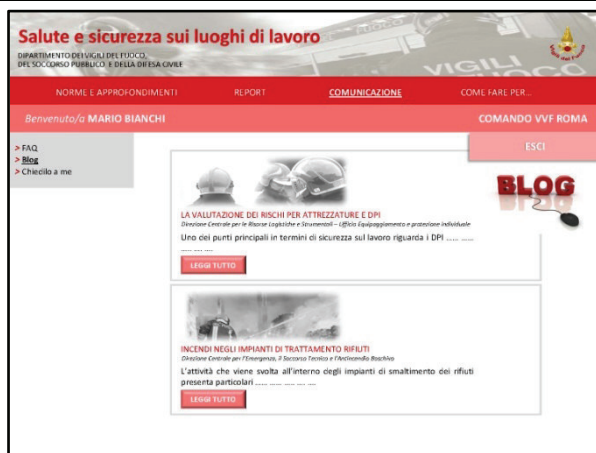 Salute e sicurezza sui luoghi di lavoro
DIPARTIMENTO DEI VIGILI DEL FUOCO,
DEL SOCCORSO PUBBLICO E DELLA DIFESA CIVILE
VIGILI
FUOCO
NORME E APPROFONDIMENTI
REPORT
COMUNICAZIONE
COME FARE PER...
Benvenuto/a MARIO BIANCHI
COMANDO VVF ROMA
ESCI
> FAQ
> Blog
> Chiedilo a me
BLOG
LA VALUTAZIONE DEI RISCHI PER ATTREZZATURE E DPI
Direzione Centrale per le Risorse Logistiche e Strumentali – Ufficio Equipaggiamento e protezione individuale
Uno dei punti principali in termini di sicurezza sul lavoro riguarda i DPI ...... ......
...... .... ....
LEGGI TUTTO
INCENDI NEGLI IMPIANTI DI TRATTAMENTO RIFIUTI
Direzione Centrale per l'Emergenza, il Soccorso Tecnico e l'Antincendio Boschivo
L'attività che viene svolta all'interno degli impianti di smaltimento dei rifiuti
presenta particolari ...... ...... ...... .... ....
LEGGI TUTTO